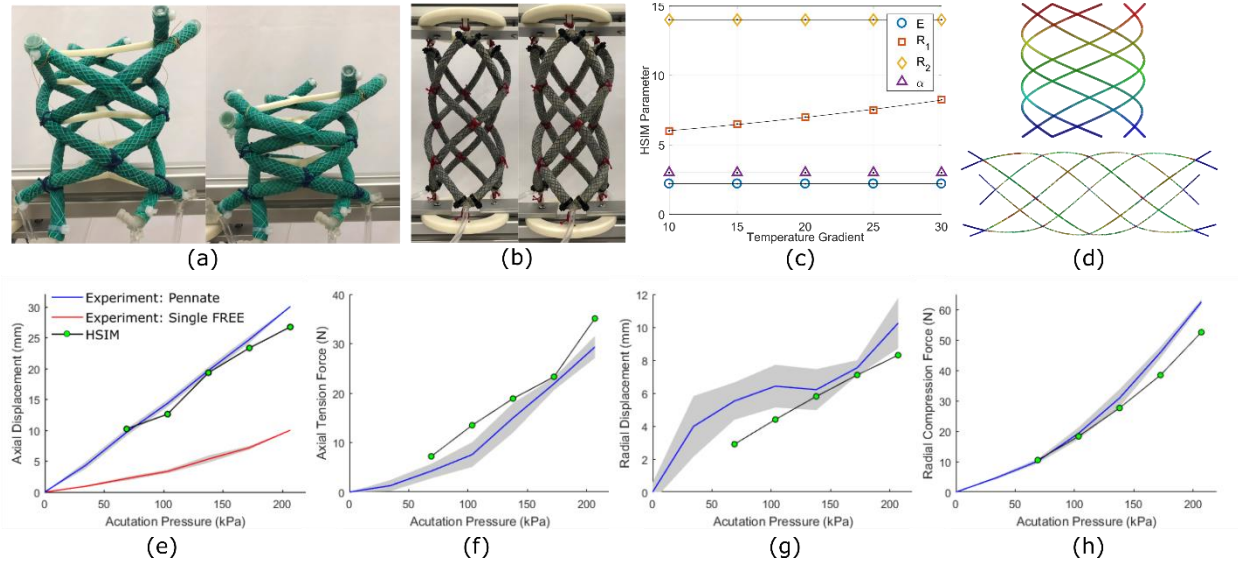 (a)
(b)
HSIM Parameter
15
10
5
0
10
15
20
25
30
Temperature Gradient
E
R1
R2
α
(c)
(d)
Axial Displacement (mm)
30
25
20
15
10
5
0
Experiment: Pennate
Experiment: Single FREE
HSIM
0
50
100
150
200
Acutation Pressure (kPa)
(e)
Axial Tension Force (N)
40
30
20
10
0
0
50
100
150
200
Acutation Pressure (kPa)
(f)
Radial Displacement (mm)
12
10
8
6
4
2
0
0
50
100
150
200
Acutation Pressure (kPa)
(g)
Radial Compression Force (N)
60
50
40
30
20
10
0
0
50
100
150
200
Acutation Pressure (kPa)
(h)